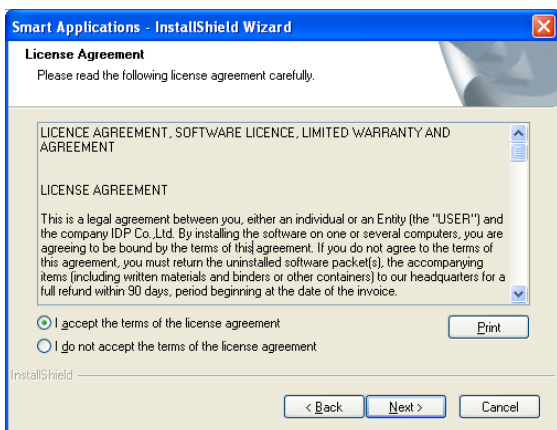 Smart Applications - InstallShield Wizard
License Agreement
Please read the following license agreement carefully.
LICENCE AGREEMENT, SOFTWARE LICENCE, LIMITED WARRANTY AND
AGREEMENT
LICENSE AGREEMENT
This is a legal agreement between you, either an individual or an Entity (the "USER") and
the company IDP Co.,Ltd. By installing the software on one or several computers, you are
agreeing to be bound by the terms of this agreement. If you do not agree to the terms of
this agreement, you must return the uninstalled software packet(s), the accompanying
items (including written materials and binders or other containers) to our headquarters for a
full refund within 90 days, period beginning at the date of the invoice.
I accept the terms of the license agreement
Print
I do not accept the terms of the license agreement
InstallShield
< Back
Next >
Cancel